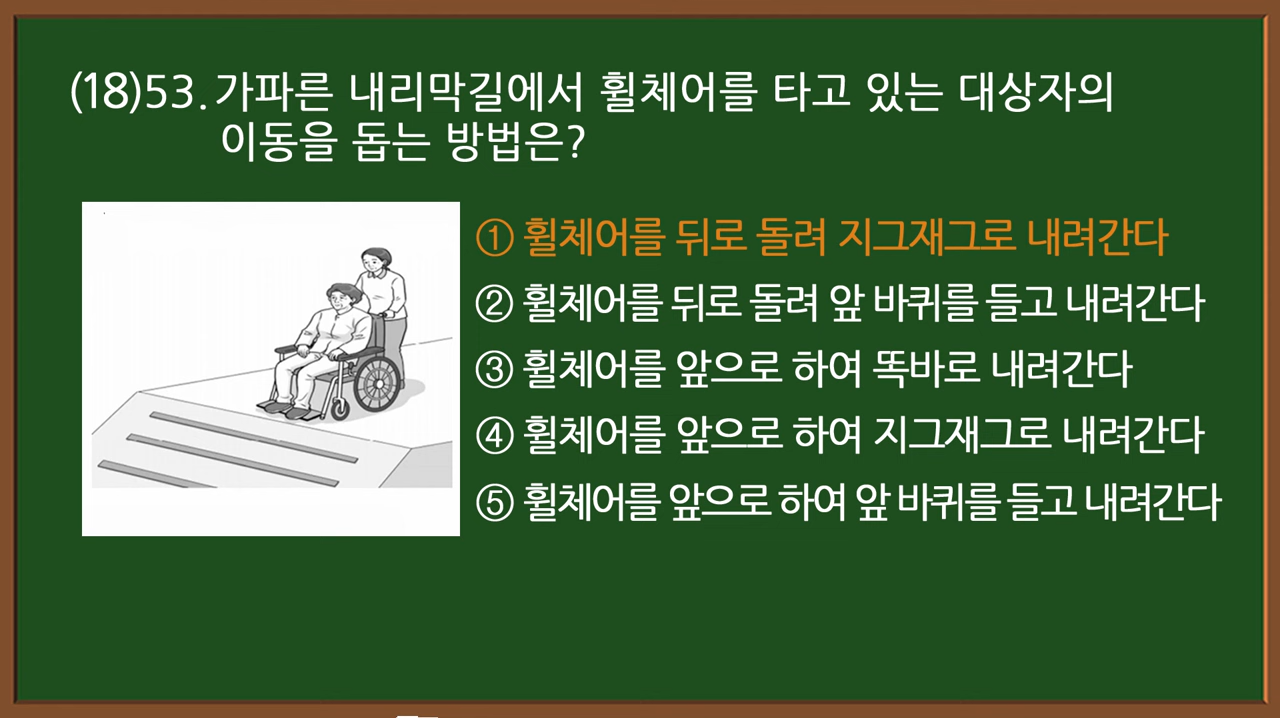 (18)53. 가파른 내리막길에서 휠체어를 타고 있는 대상자의
이동을 돕는 방법은?
① 휠체어를 뒤로 돌려 지그재그로 내려간다
② 휠체어를 뒤로 돌려 앞 바퀴를 들고 내려간다
③ 휠체어를 앞으로 하여 똑바로 내려간다
④ 휠체어를 앞으로 하여 지그재그로 내려간다
⑤ 휠체어를 앞으로 하여 앞 바퀴를 들고 내려간다